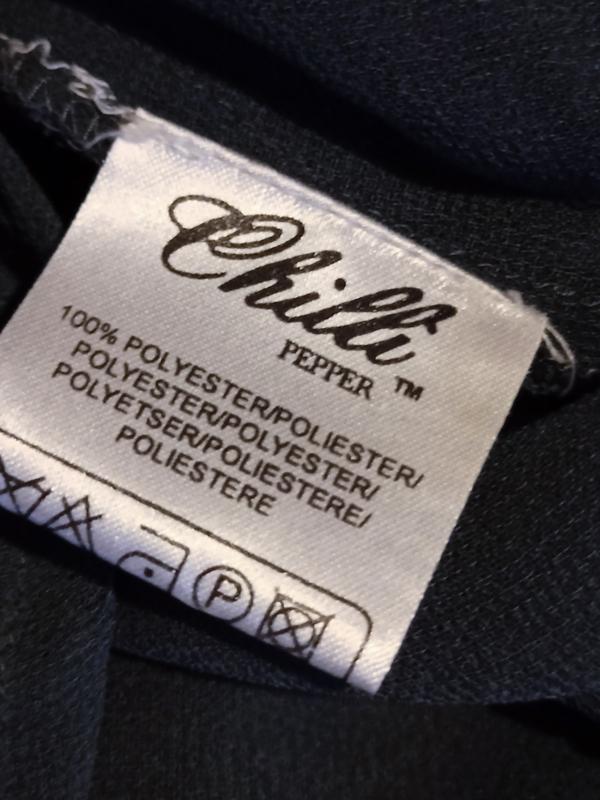 Chilli
PEPPER ™
100% POLYESTER/POLIESTER/
POLYESTER/POLYESTER/
POLYETSER/POLIESTERE/
POLIESTERE
P